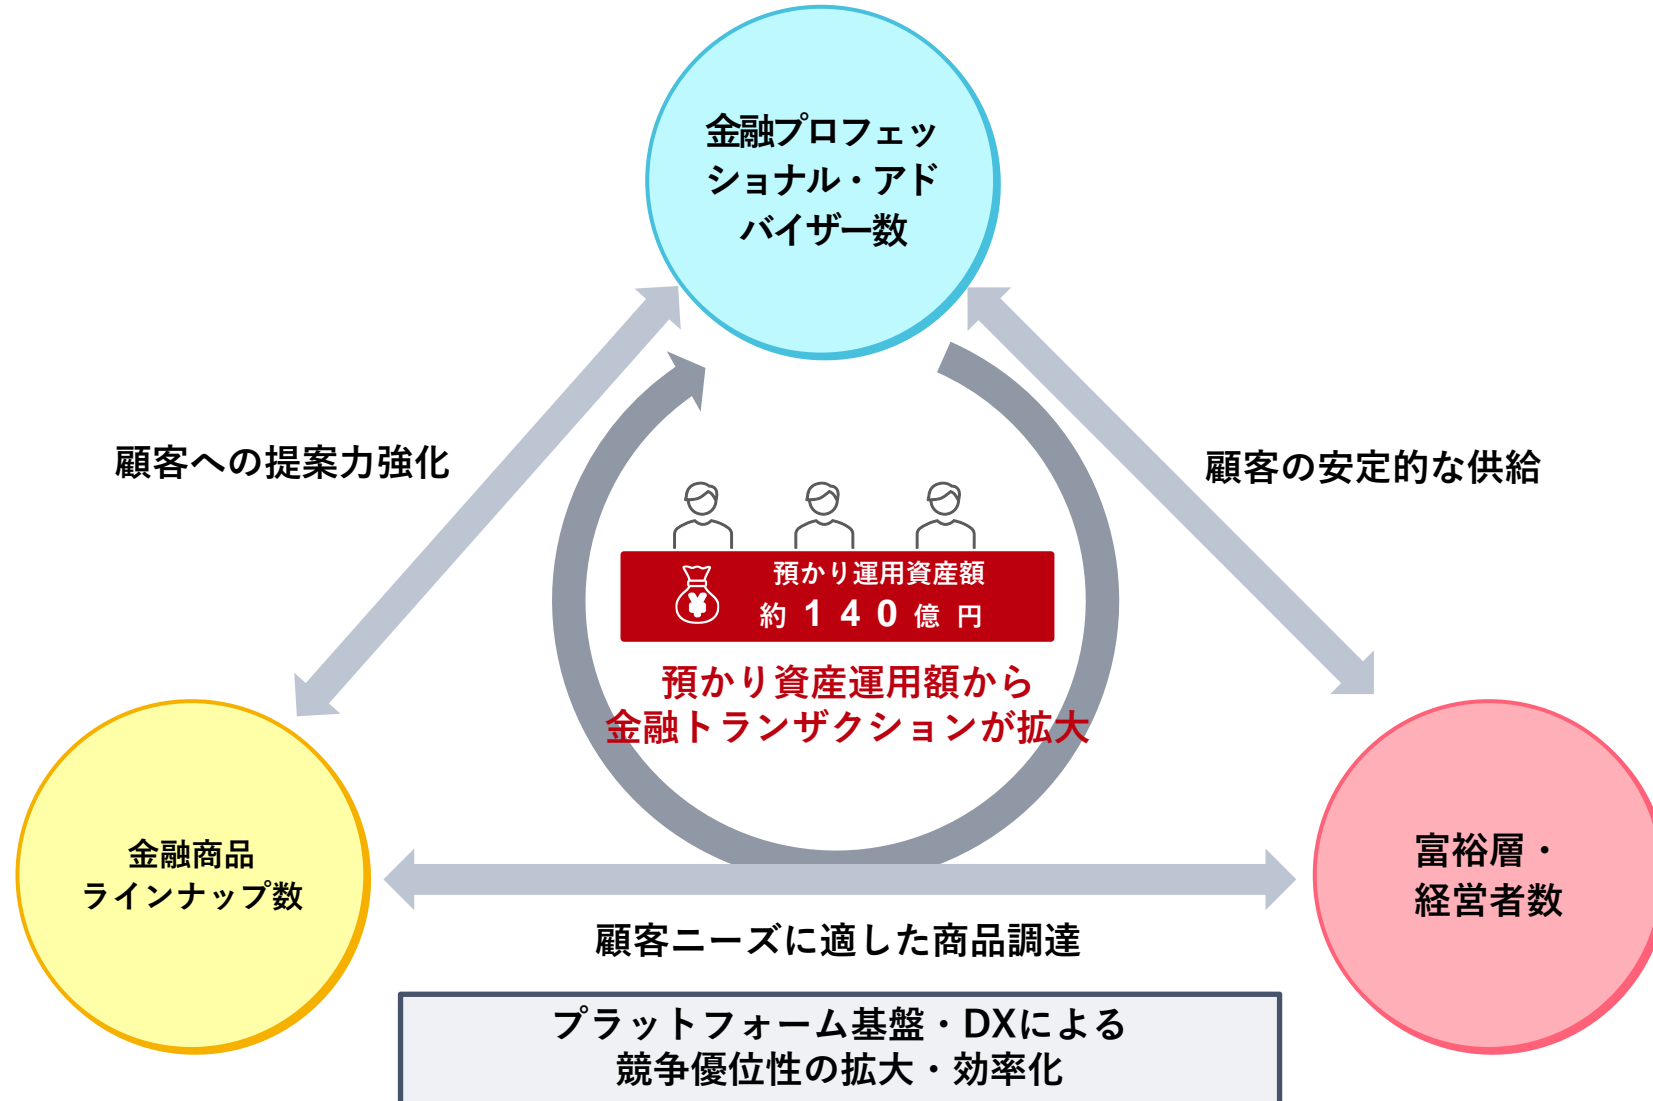 金融プロフェッ
ショナル・アド
バイザー数
顧客への提案力強化
顧客の安定的な供給
預かり運用資産額
約140億円
預かり資産運用額から
金融トランザクションが拡大
金融商品
ラインナップ数
富裕層・
経営者数
顧客ニーズに適した商品調達
プラットフォーム基盤・DXによる
競争優位性の拡大・効率化